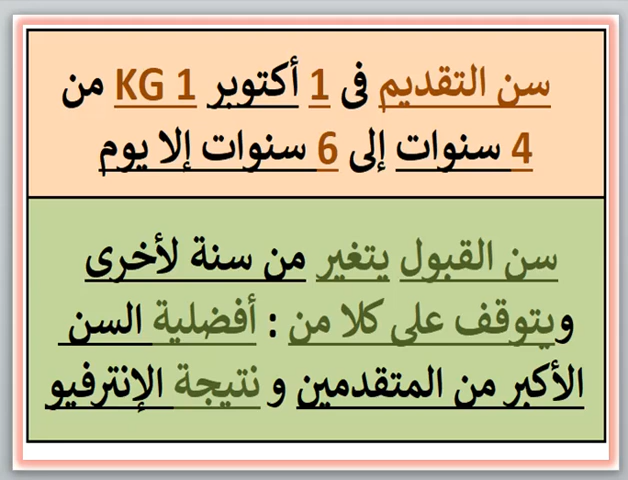 سن التقديم فى 1 أكتوبر KG 1 من
4 سنوات إلى 6 سنوات إلا يوم
سن القبول يتغير من سنة لأخرى
ويتوقف على كلا من : أفضلية السن
الأكبر من المتقدمين و نتيجة الإنترفيو